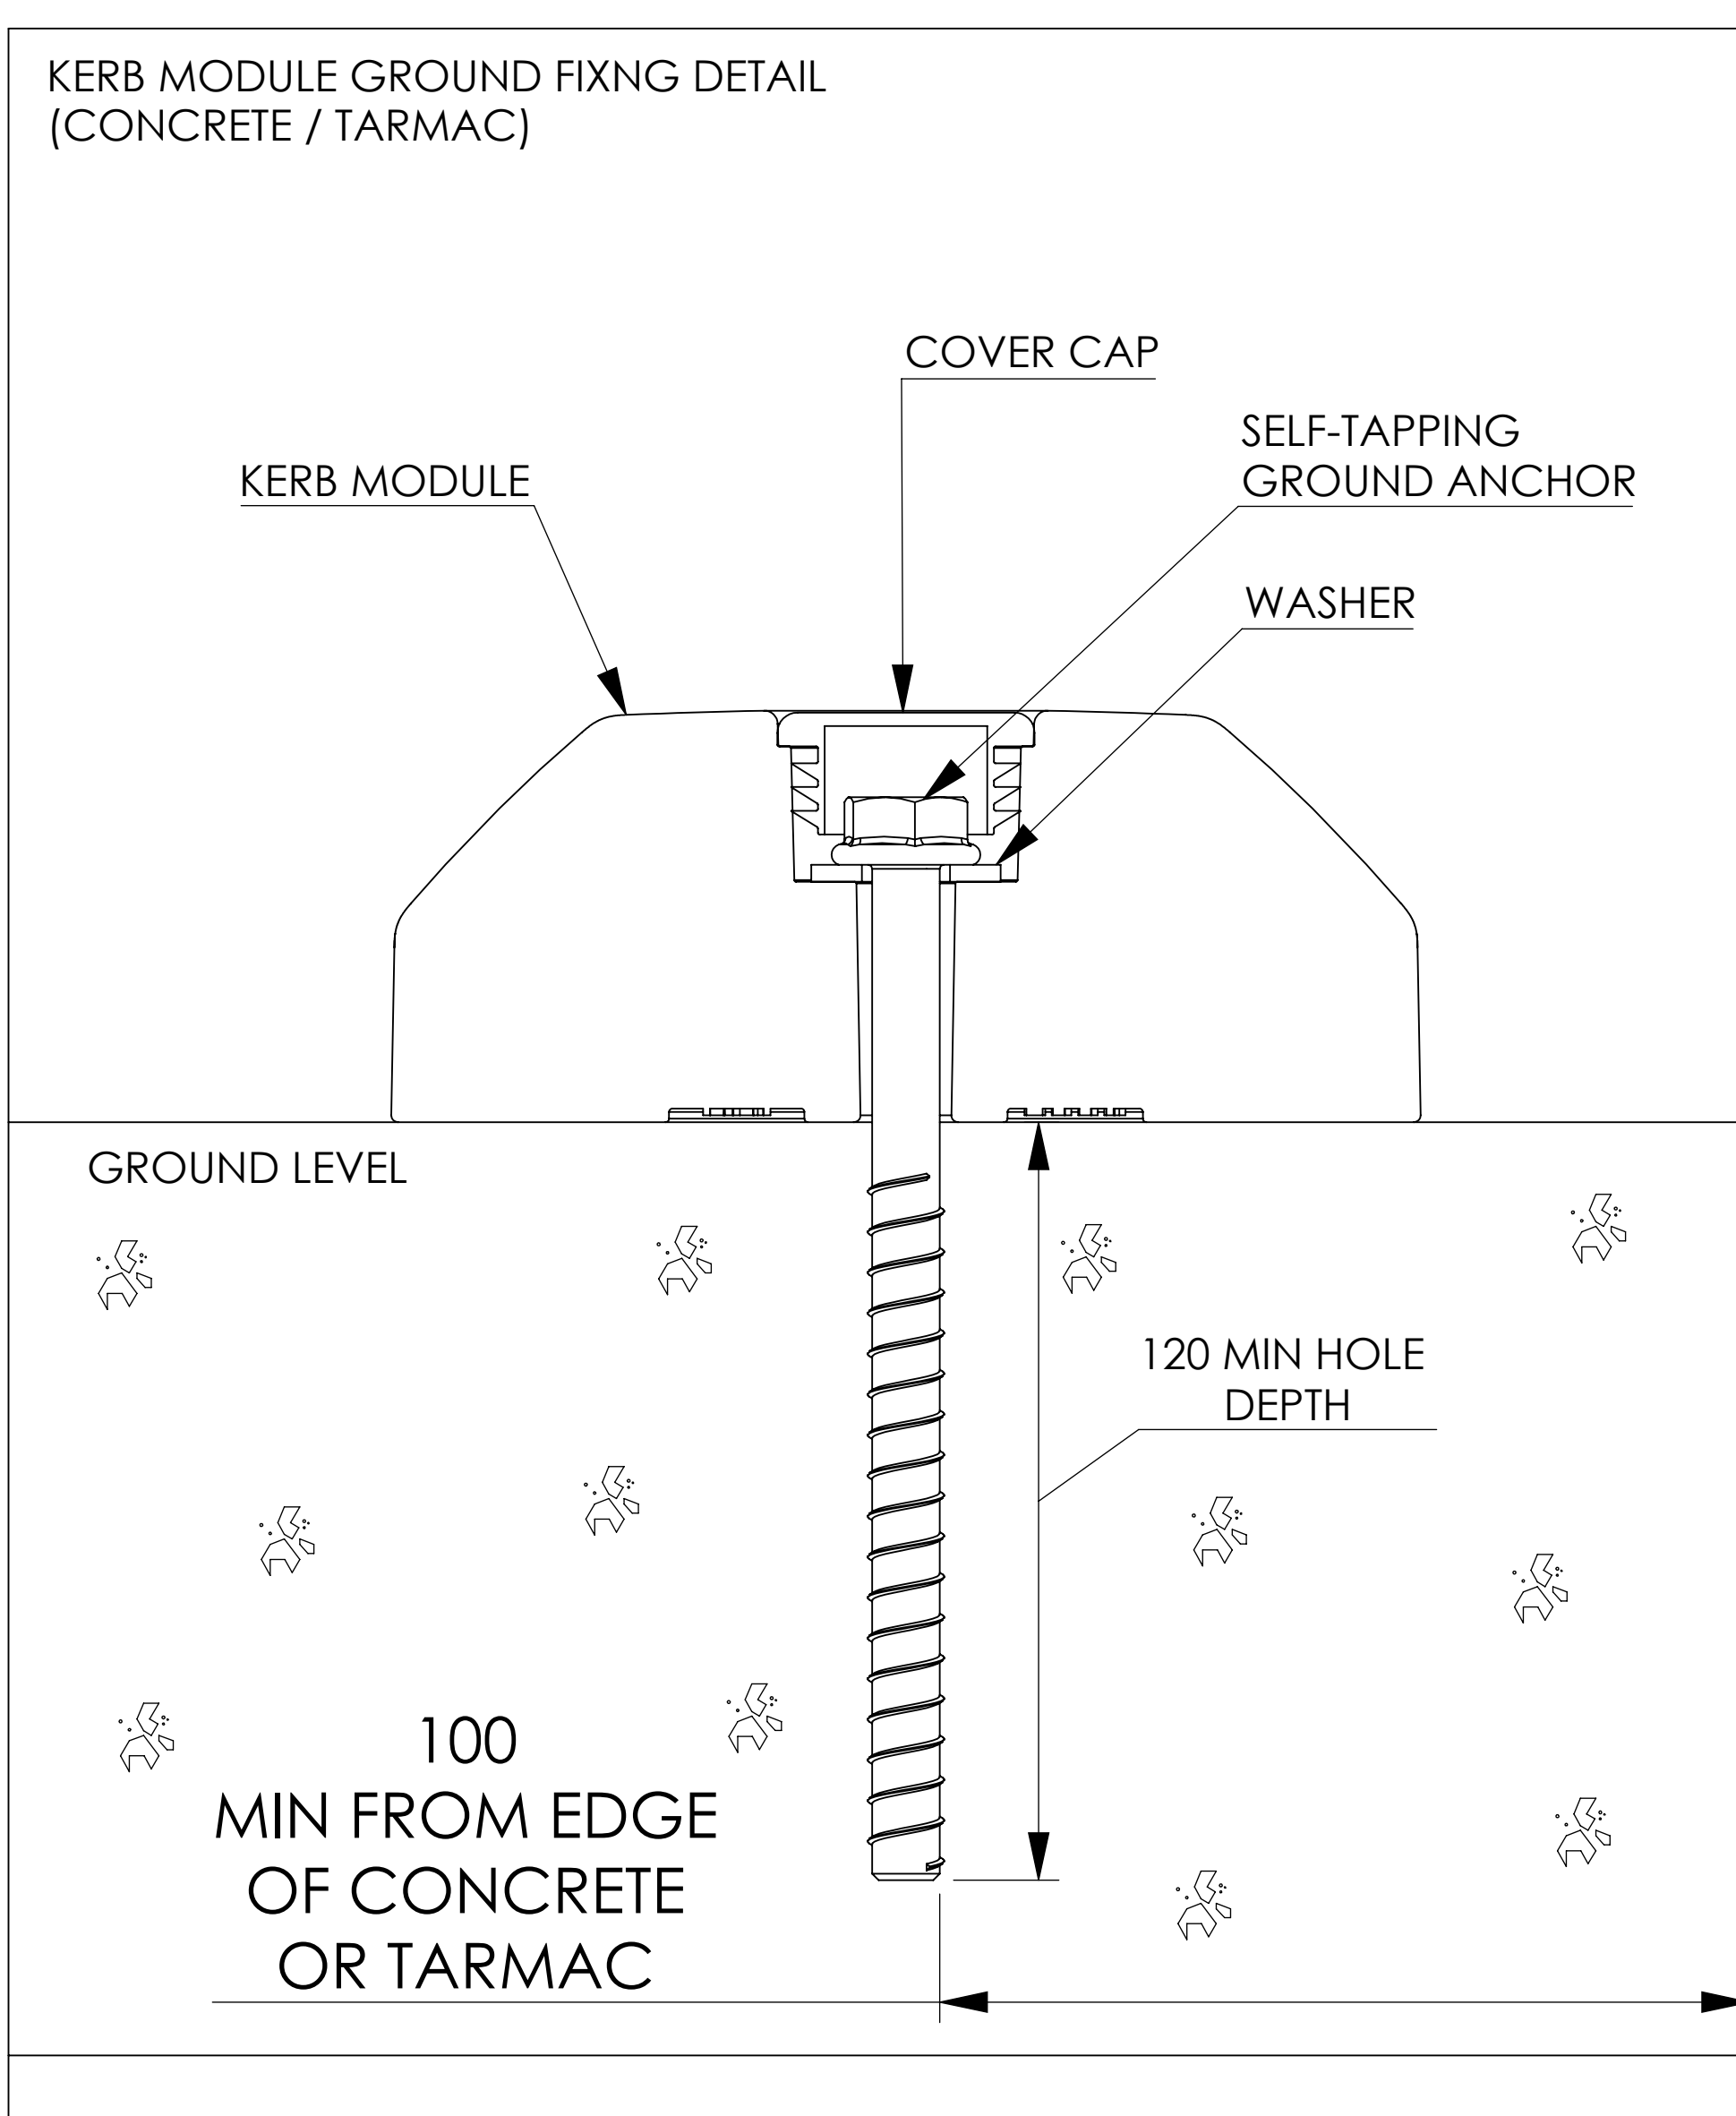 KERB MODULE GROUND FIXNG DETAIL
(CONCRETE / TARMAC)
COVER CAP
SELF-TAPPING
GROUND ANCHOR
KERB MODULE
WASHER
GROUND LEVEL
120 MIN HOLE
DEPTH
100
MIN FROM EDGE
OF CONCRETE
OR TARMAC